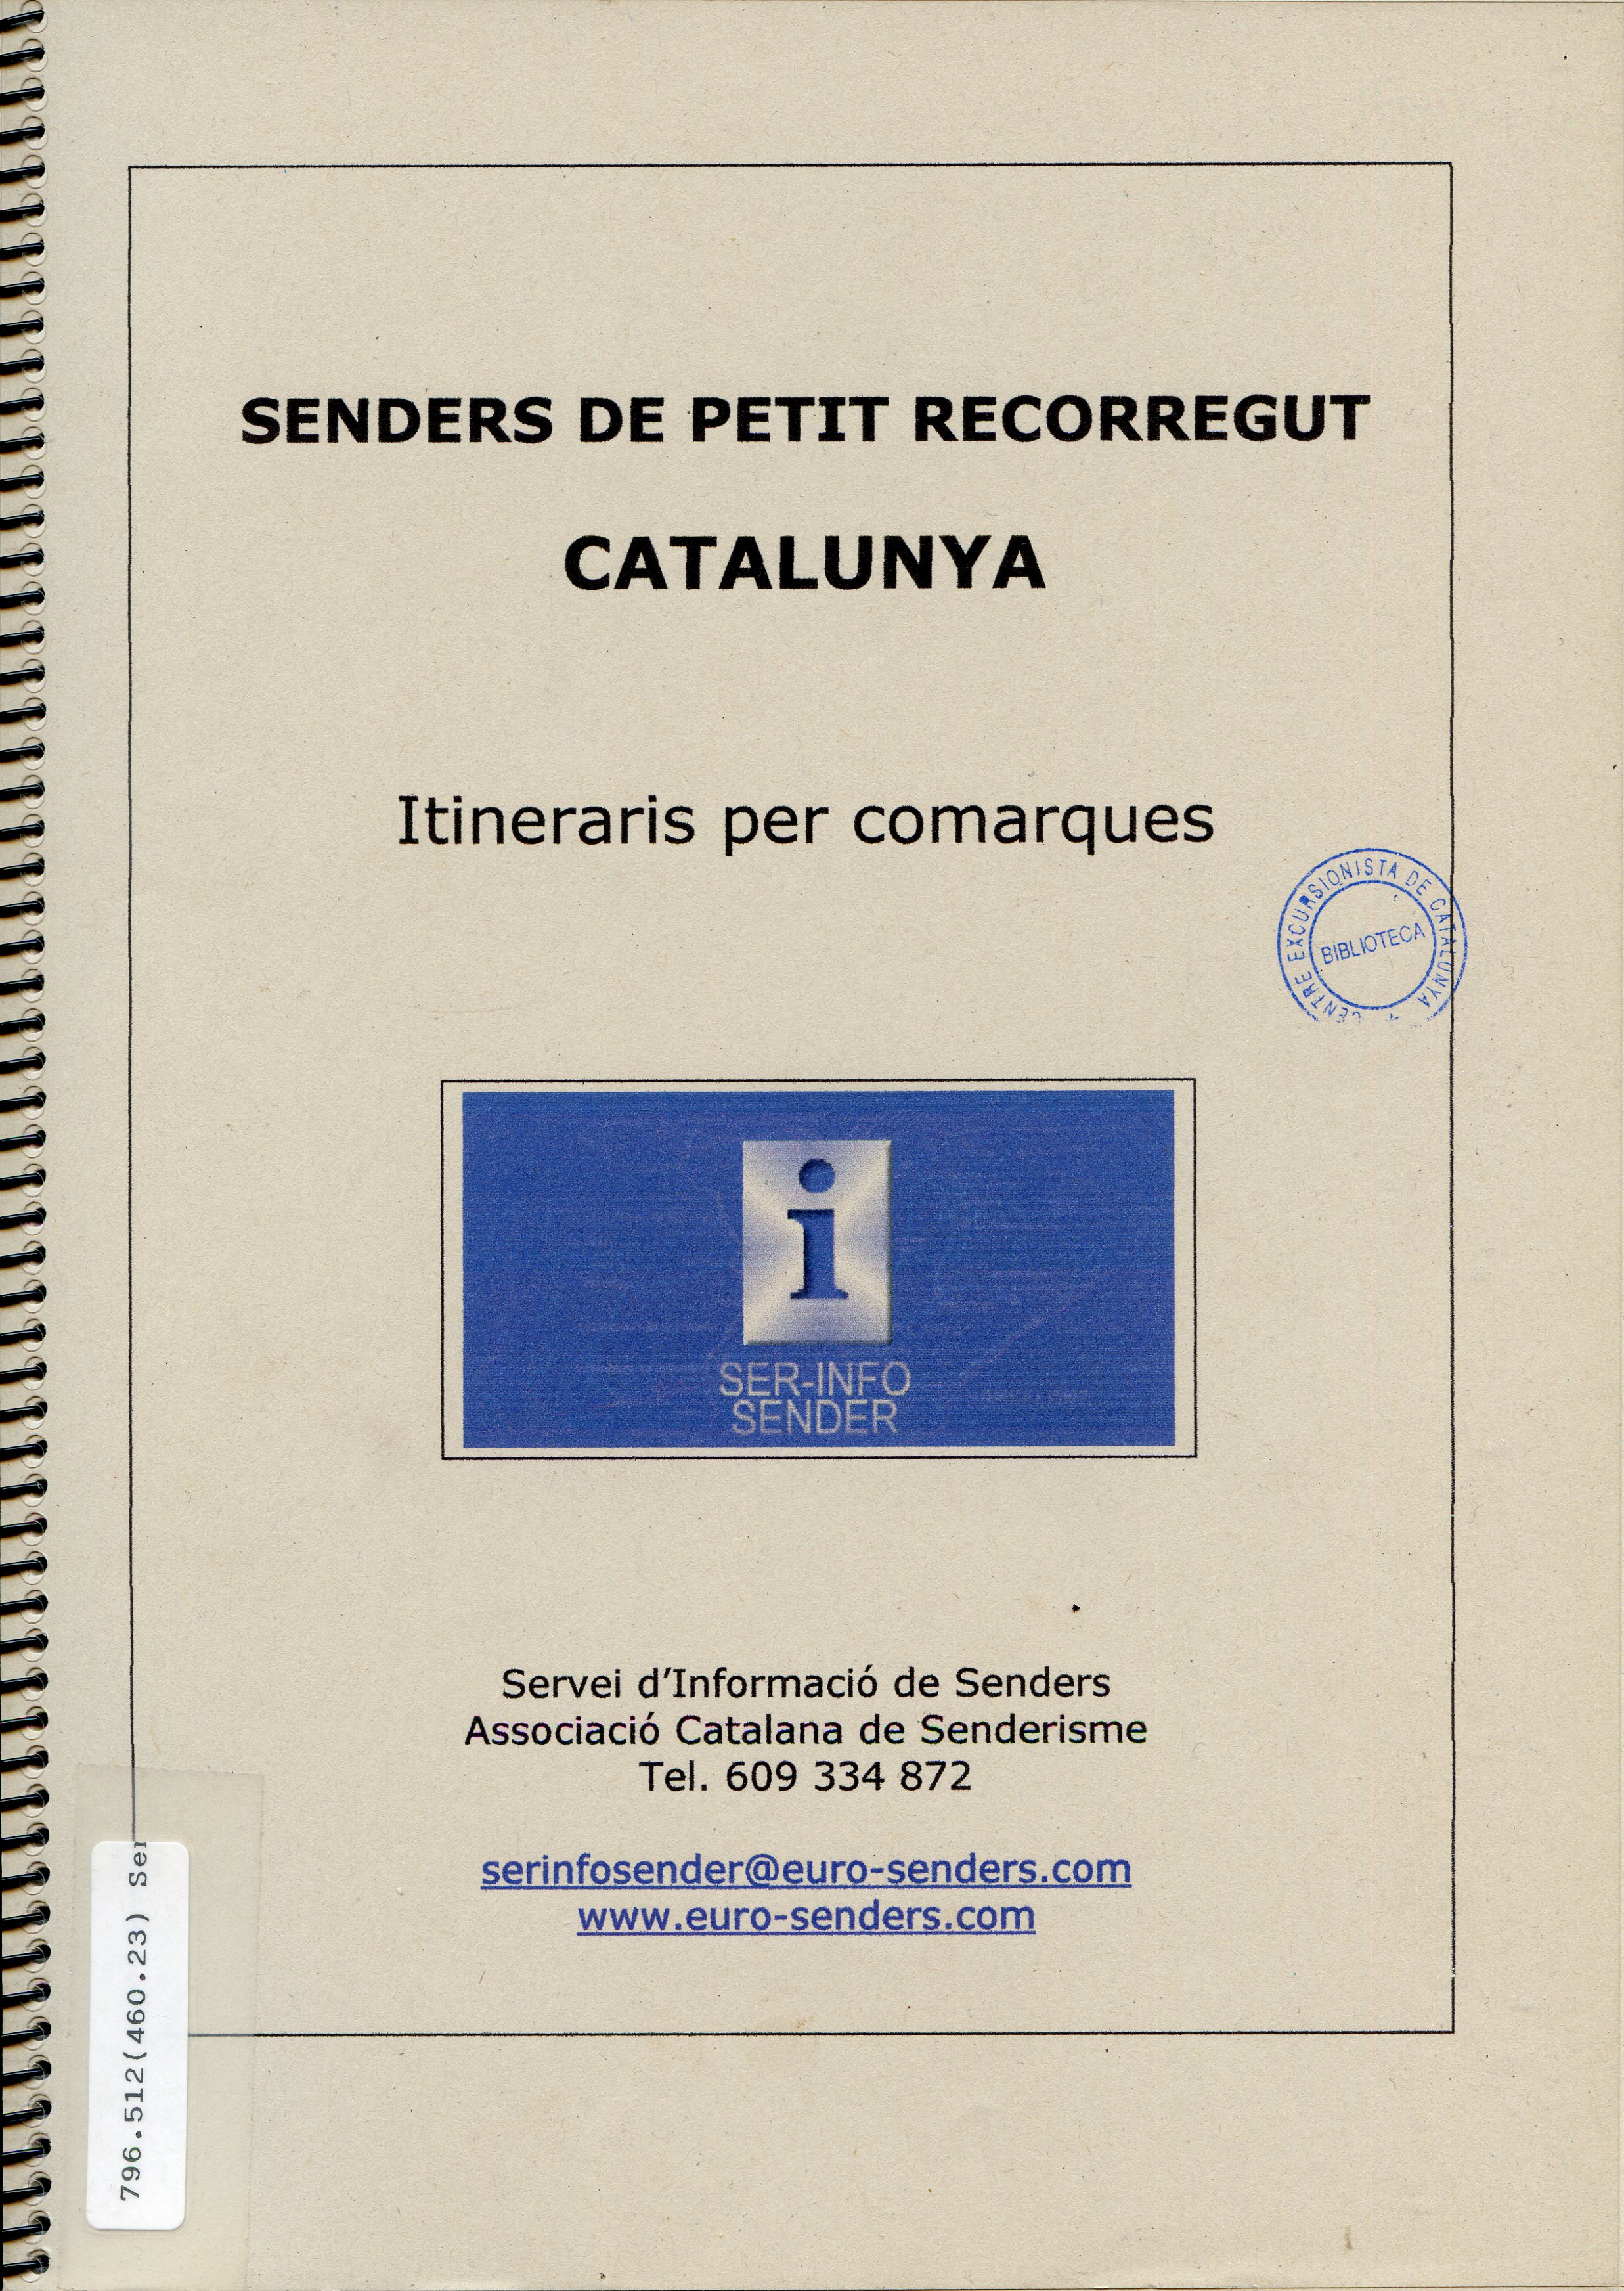 SENDERS DE PETIT RECORREGUT
CATALUNYA
Itineraris per comarques
CENTRE EXCURSIONISTA DE CATALUNYA
BIBLIOTECA
i
SER-INFO
SENDER
Servei d'Informació de Senders
Associació Catalana de Senderisme
Tel. 609 334 872
serinfosender@euro-senders.com
www.euro-senders.com
796.512(460.23) Ser